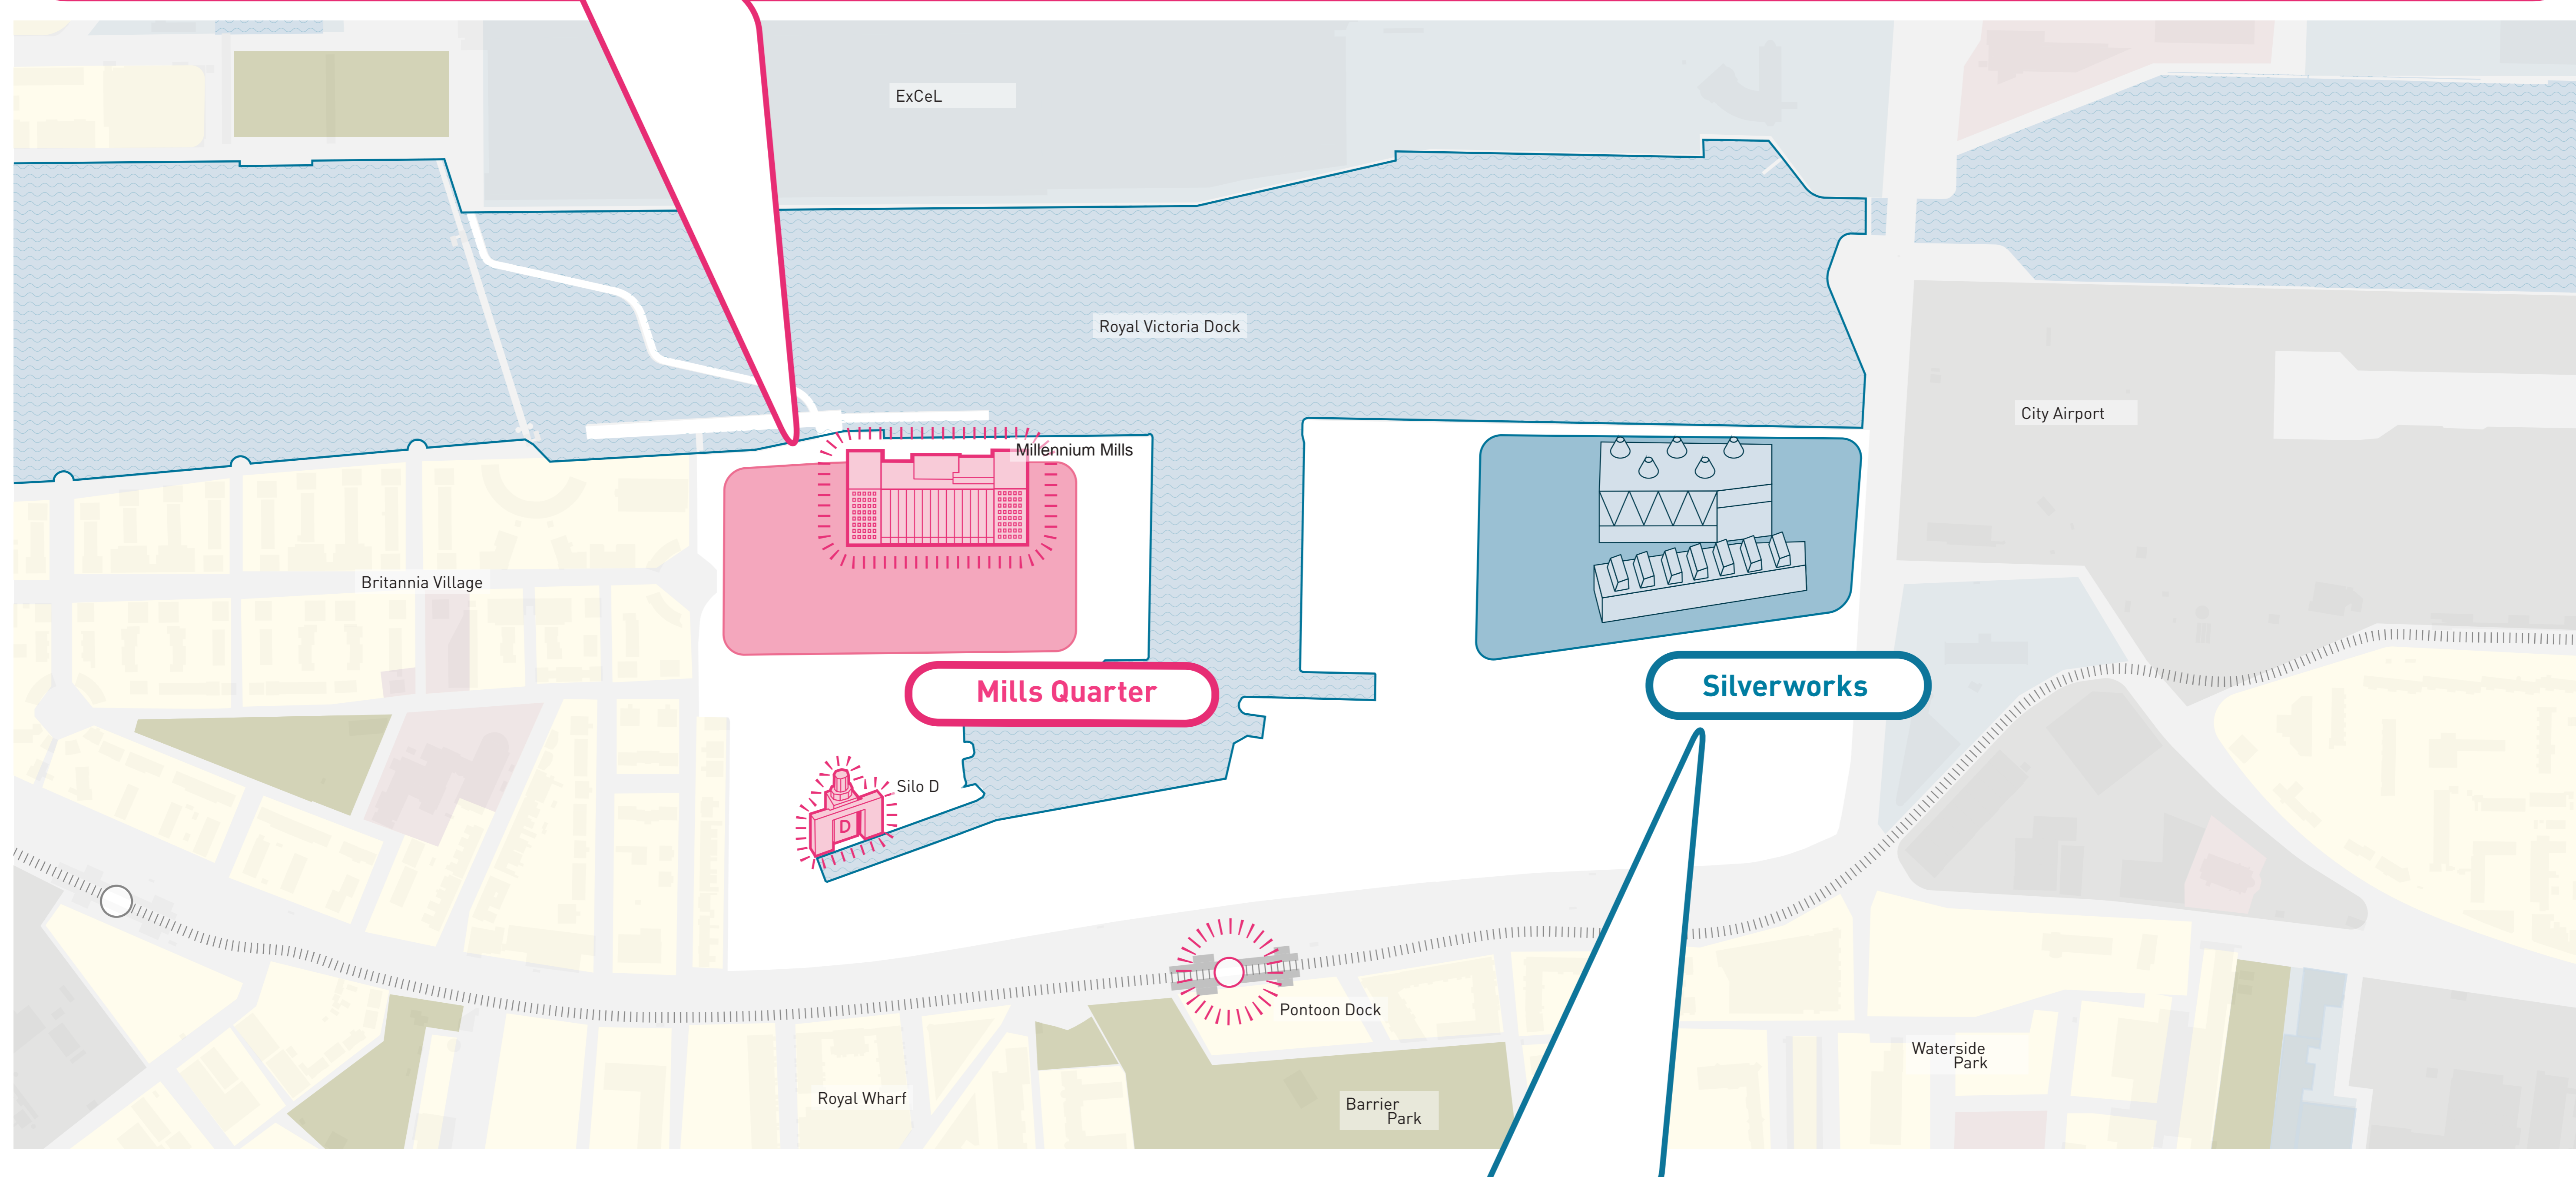 ExCeL
Royal Victoria Dock
City Airport
Millennium Mills
Britannia Village
Mills Quarter
Silverworks
Silo D
D
Pontoon Dock
Waterside
Park
Royal Wharf
Barrier
Park